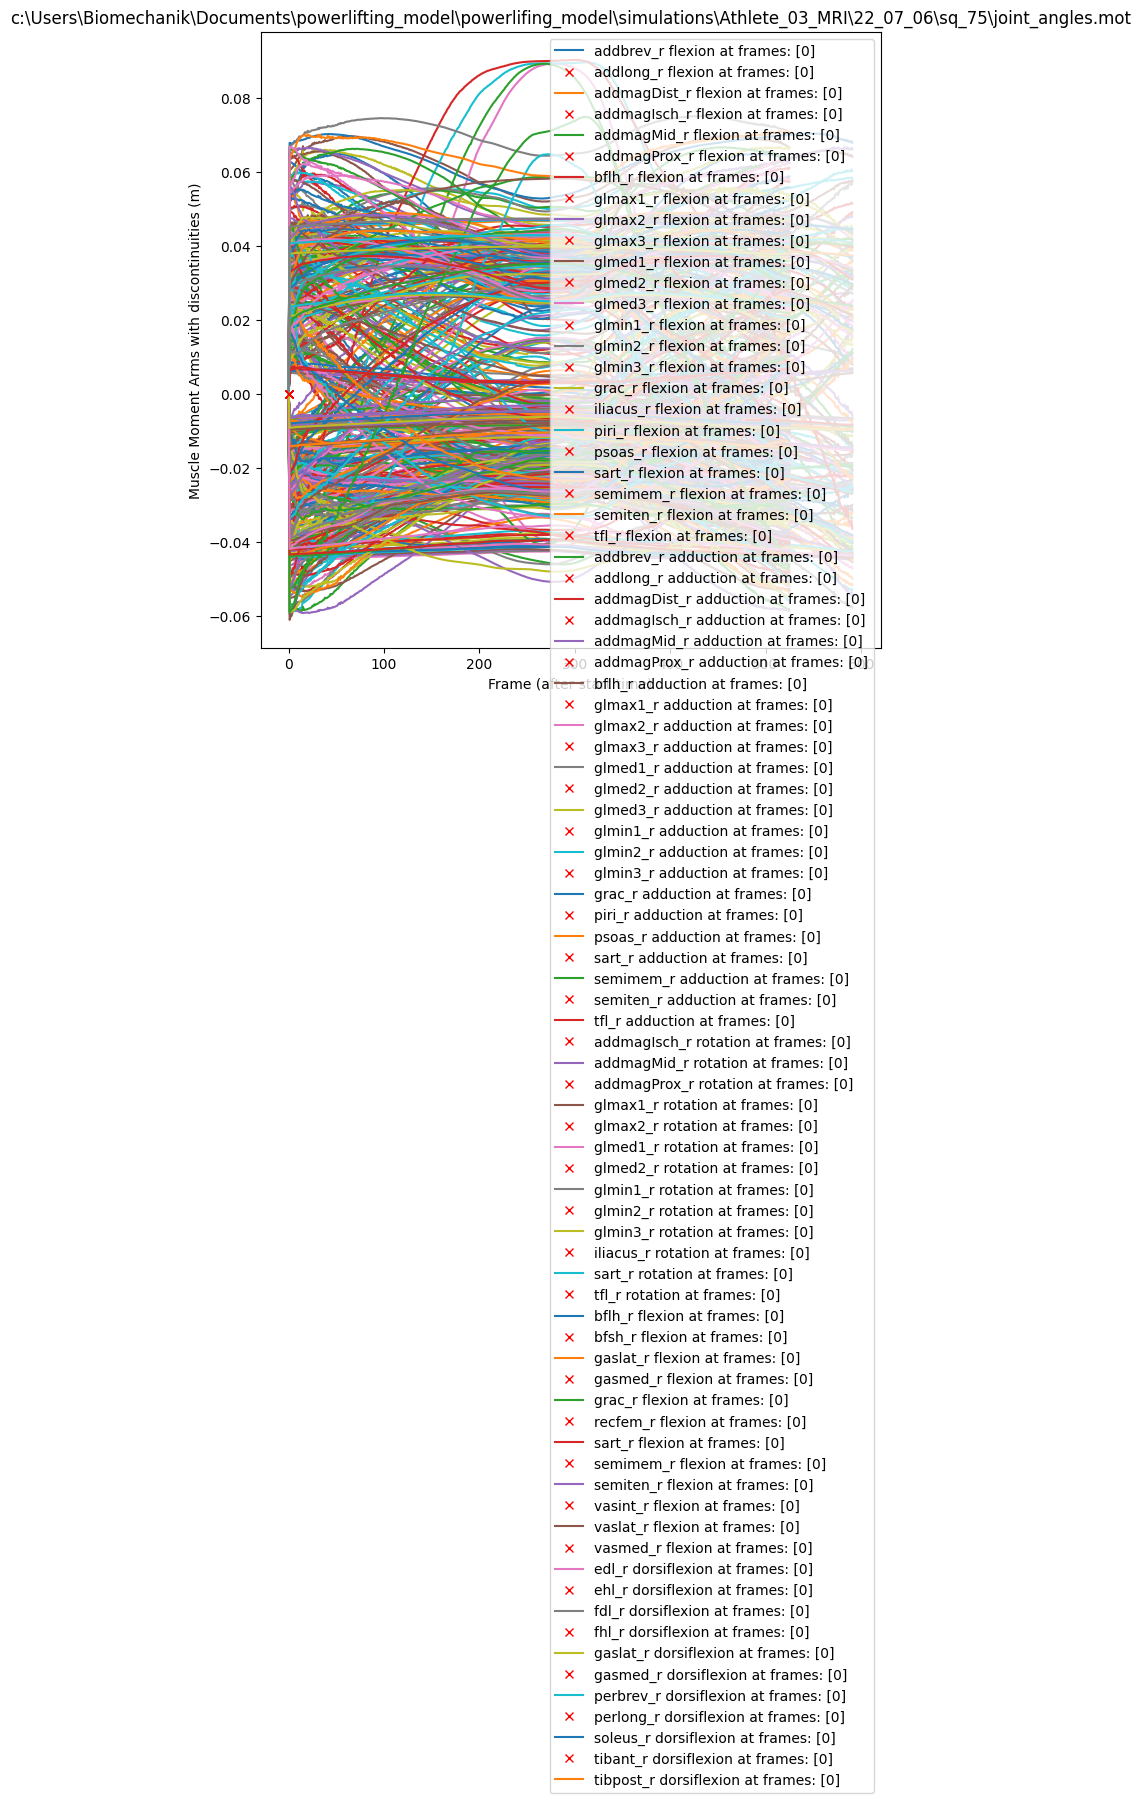 c:\Users\Biomechanik\Documents\powerlifting_model\powerlifing_model\simulations\Athlete_03_MRI\22_07_06\sq_75\joint_angles.mot
Muscle Moment Arms with discontinuities (m)
0.08
0.06
0.04
0.02
0.00
−0.02
−0.04
−0.06
0
100
200
Frame (after
addbrev_r flexion at frames: [0]
addlong_r flexion at frames: [0]
addmagDist_r flexion at frames: [0]
addmagIsch_r flexion at frames: [0]
addmagMid_r flexion at frames: [0]
addmagProx_r flexion at frames: [0]
bflh_r flexion at frames: [0]
glmax1_r flexion at frames: [0]
glmax2_r flexion at frames: [0]
glmax3_r flexion at frames: [0]
glmed1_r flexion at frames: [0]
glmed2_r flexion at frames: [0]
glmed3_r flexion at frames: [0]
glmin1_r flexion at frames: [0]
glmin2_r flexion at frames: [0]
glmin3_r flexion at frames: [0]
grac_r flexion at frames: [0]
iliacus_r flexion at frames: [0]
piri_r flexion at frames: [0]
psoas_r flexion at frames: [0]
sart_r flexion at frames: [0]
semimem_r flexion at frames: [0]
semiten_r flexion at frames: [0]
tfl_r flexion at frames: [0]
addbrev_r adduction at frames: [0]
addlong_r adduction at frames: [0]
addmagDist_r adduction at frames: [0]
addmagIsch_r adduction at frames: [0]
addmagMid_r adduction at frames: [0]
addmagProx_r adduction at frames: [0]
bflh_r adduction at frames: [0]
glmax1_r adduction at frames: [0]
glmax2_r adduction at frames: [0]
glmax3_r adduction at frames: [0]
glmed1_r adduction at frames: [0]
glmed2_r adduction at frames: [0]
glmed3_r adduction at frames: [0]
glmin1_r adduction at frames: [0]
glmin2_r adduction at frames: [0]
glmin3_r adduction at frames: [0]
grac_r adduction at frames: [0]
piri_r adduction at frames: [0]
psoas_r adduction at frames: [0]
sart_r adduction at frames: [0]
semimem_r adduction at frames: [0]
semiten_r adduction at frames: [0]
tfl_r adduction at frames: [0]
addmagIsch_r rotation at frames: [0]
addmagMid_r rotation at frames: [0]
addmagProx_r rotation at frames: [0]
glmax1_r rotation at frames: [0]
glmax2_r rotation at frames: [0]
glmed1_r rotation at frames: [0]
glmed2_r rotation at frames: [0]
glmin1_r rotation at frames: [0]
glmin2_r rotation at frames: [0]
glmin3_r rotation at frames: [0]
iliacus_r rotation at frames: [0]
sart_r rotation at frames: [0]
tfl_r rotation at frames: [0]
bflh_r flexion at frames: [0]
bfsh_r flexion at frames: [0]
gaslat_r flexion at frames: [0]
gasmed_r flexion at frames: [0]
grac_r flexion at frames: [0]
recfem_r flexion at frames: [0]
sart_r flexion at frames: [0]
semimem_r flexion at frames: [0]
semiten_r flexion at frames: [0]
vasint_r flexion at frames: [0]
vaslat_r flexion at frames: [0]
vasmed_r flexion at frames: [0]
edl_r dorsiflexion at frames: [0]
ehl_r dorsiflexion at frames: [0]
fdl_r dorsiflexion at frames: [0]
fhl_r dorsiflexion at frames: [0]
gaslat_r dorsiflexion at frames: [0]
gasmed_r dorsiflexion at frames: [0]
perbrev_r dorsiflexion at frames: [0]
perlong_r dorsiflexion at frames: [0]
soleus_r dorsiflexion at frames: [0]
tibant_r dorsiflexion at frames: [0]
tibpost_r dorsiflexion at frames: [0]